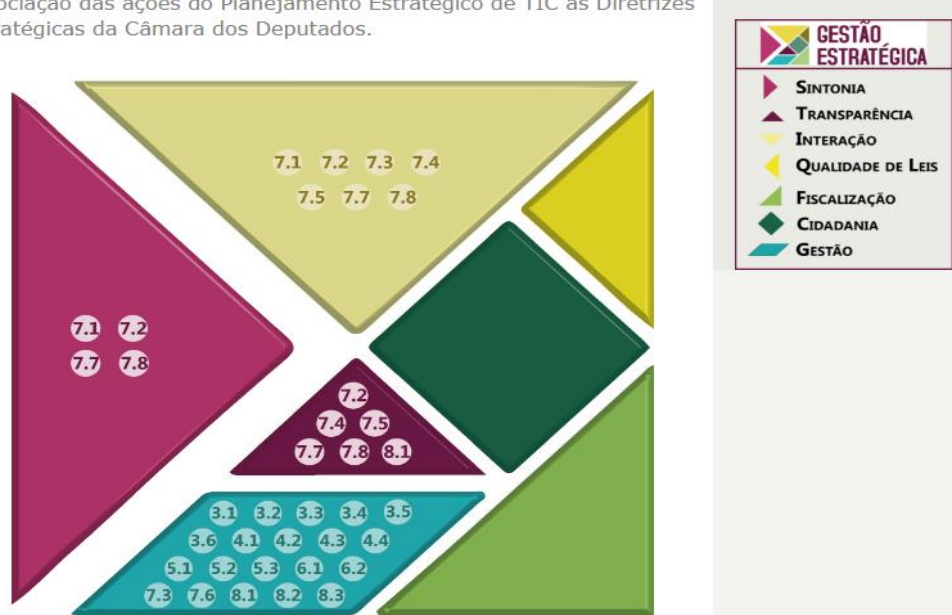 ociação das ações do Planejamento Estratégico de TIC às Diretrizes
ratégicas da Câmara dos Deputados.
7.1 7.2 7.3 7.4
7.5 7.7 7.8
7.1 7.2
7.7 7.8
7.2
7.4 7.5
7.7 7.8 8.1
3.1 3.2 3.3 3.4 3.5
3.6 4.1 4.2 4.3 4.4
5.1 5.2 5.3 6.1 6.2
7.3 7.6 8.1 8.2 8.3
GESTÃO
ESTRATÉGICA
SINTONIA
TRANSPARÊNCIA
INTERAÇÃO
QUALIDADE DE LEIS
FISCALIZAÇÃO
CIDADANIA
GESTÃO